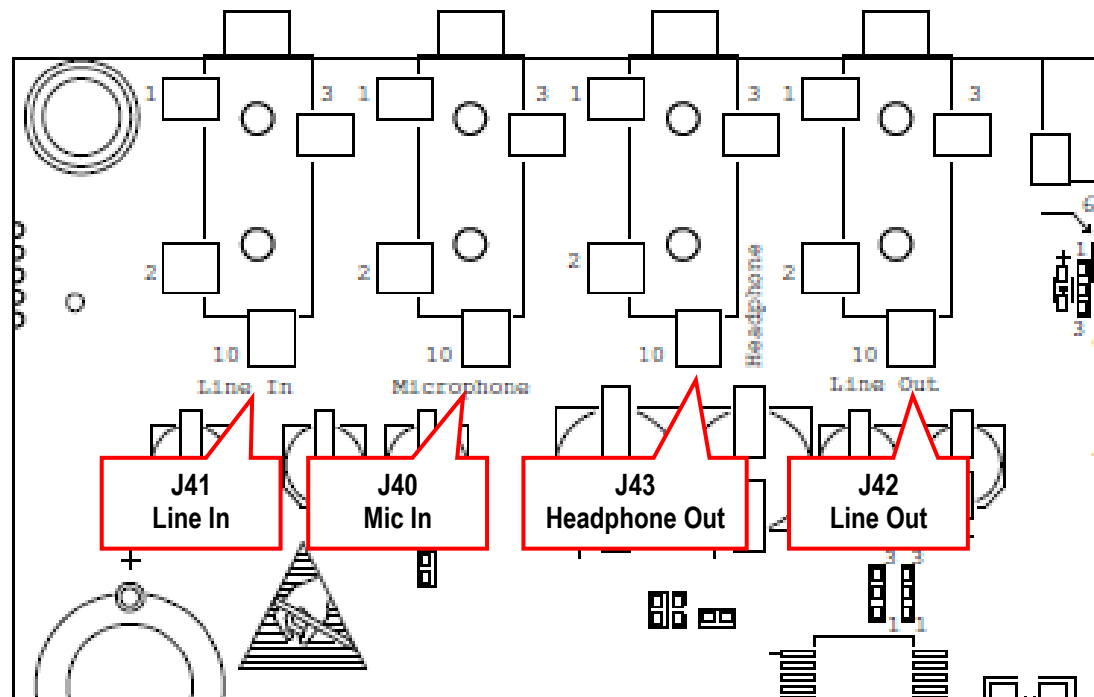 1 3 1 3 1 3 1 3
6
1
2 2 2 2
Headphone
+
3
10 10 10 10
Line In Microphone Line Out
J41
Line In
J40
Mic In
J43
Headphone Out
J42
Line Out
+
3 3
1 1